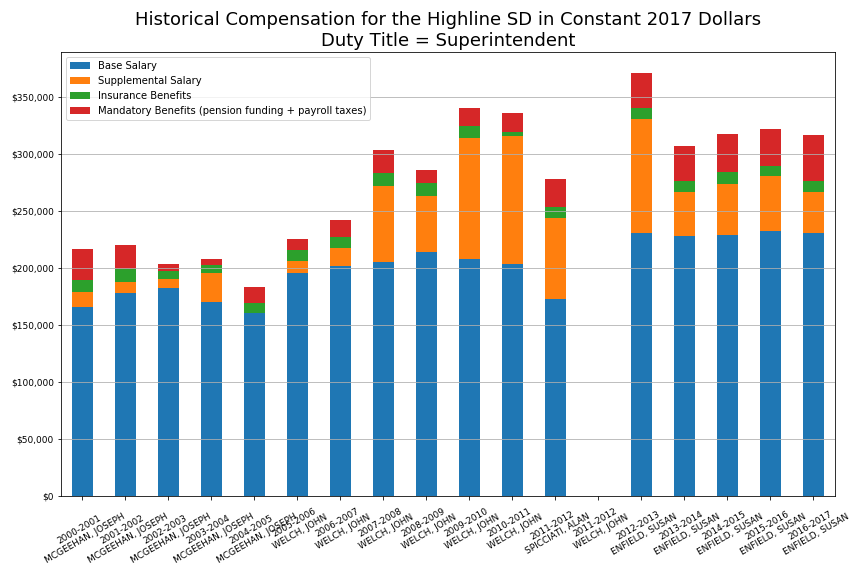 Historical Compensation for the Highline SD in Constant 2017 Dollars
Duty Title = Superintendent
Base Salary
Supplemental Salary
Insurance Benefits
Mandatory Benefits (pension funding + payroll taxes)
$350,000
$300,000
$250,000
$200,000
$150,000
$100,000
$50,000
$0
2000-2001
MCGEEHAN, JOSEPH
2001-2002
MCGEEHAN, JOSEPH
2002-2003
MCGEEHAN, JOSEPH
2003-2004
MCGEEHAN, JOSEPH
2004-2005
MCGEEHAN, JOSEPH
2005-2006
WELCH, JOHN
2006-2007
WELCH, JOHN
2007-2008
WELCH, JOHN
2008-2009
WELCH, JOHN
2009-2010
WELCH, JOHN
2010-2011
WELCH, JOHN
2011-2012
SPICCIATI, ALAN
2011-2012
WELCH, JOHN
2012-2013
ENFIELD, SUSAN
2013-2014
ENFIELD, SUSAN
2014-2015
ENFIELD, SUSAN
2015-2016
ENFIELD, SUSAN
2016-2017
ENFIELD, SUSAN